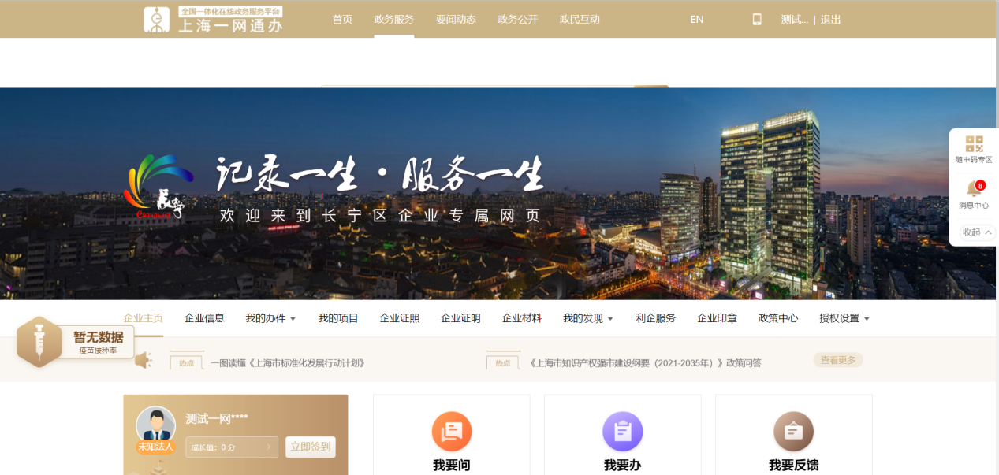 全国一体化在线政务服务平台
上海一网通办
首页 政务服务 要闻动态 政务公开 政民互动 EN 测试... | 退出
随申码专区
8
消息中心
收起
长宁
Changning
记录一生·服务一生
欢迎来到长宁区企业专属网页
企业主页 企业信息 我的办件 我的项目 企业证照 企业证明 企业材料 我的发现 利企服务 企业印章 政策中心 授权设置
暂无数据
疫苗接种率
热点 一图读懂《上海市标准化发展行动计划》 热点 《上海市知识产权强市建设纲要（2021-2035年）》政策问答 查看更多
测试一网****
未知法人
成长值：0 分
立即签到
我要问 我要办 我要反馈